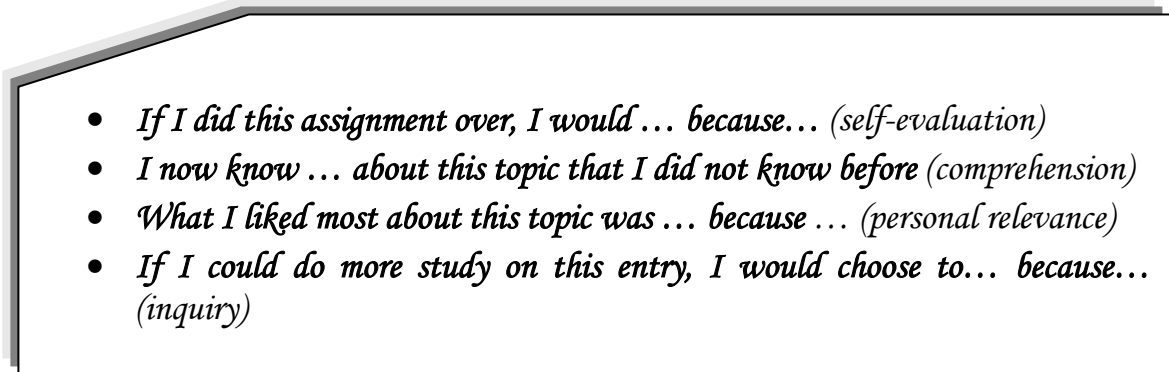 • If I did this assignment over, I would … because… (self-evaluation)
• I now know … about this topic that I did not know before (comprehension)
• What I liked most about this topic was … because … (personal relevance)
• If I could do more study on this entry, I would choose to… because…
(inquiry)